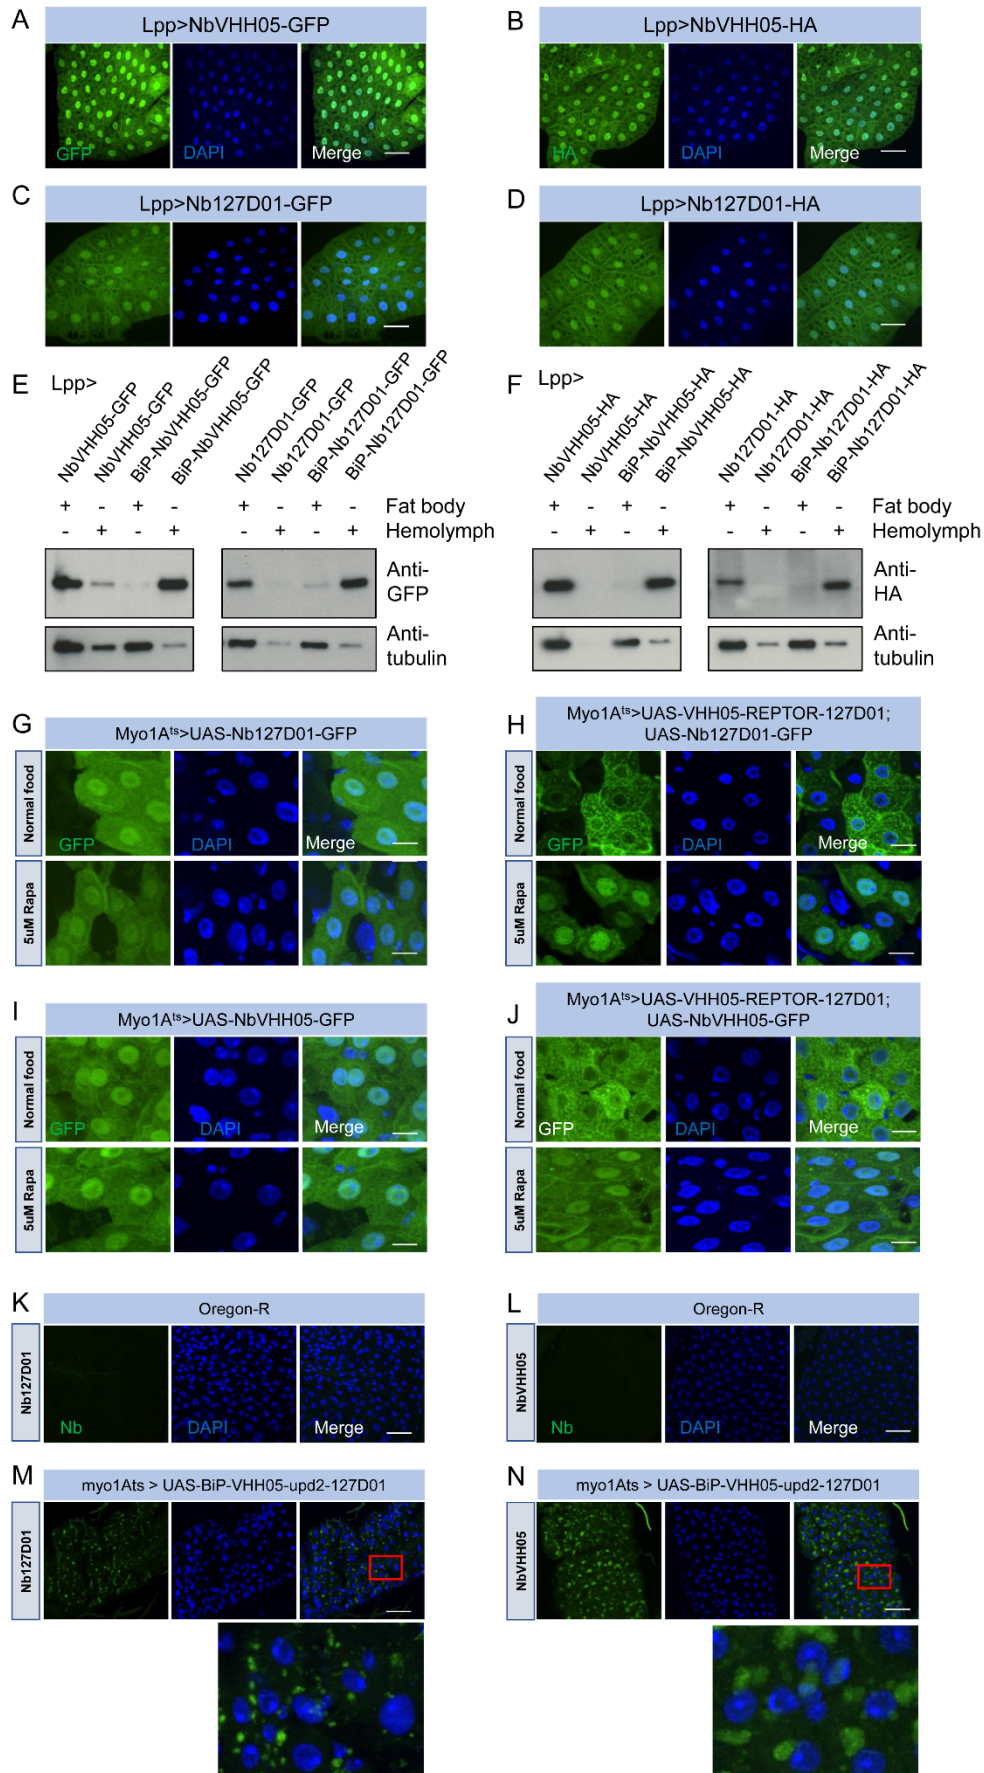 A
Lpp>NbVHH05-GFP
GFP
DAPI
Merge
B
Lpp>NbVHH05-HA
HA
DAPI
Merge
C
Lpp>Nb127D01-GFP
D
Lpp>Nb127D01-HA
E
Lpp>
NbVHH05-GFP
NbVHH05-GFP
BiP-NbVHH05-GFP
BiP-NbVHH05-GFP
Nb127D01-GFP
Nb127D01-GFP
BiP-Nb127D01-GFP
BiP-Nb127D01-GFP
+ - + - + - + - Fat body
- + - + - + - + Hemolymph
Anti-
GFP
Anti-
tubulin
F
Lpp>
NbVHH05-HA
NbVHH05-HA
BiP-NbVHH05-HA
BiP-NbVHH05-HA
Nb127D01-HA
Nb127D01-HA
BiP-Nb127D01-HA
BiP-Nb127D01-HA
+ - + - + - + - Fat body
- + - + - + - + Hemolymph
Anti-
HA
Anti-
tubulin
G
Myo1Aᵗˢ>UAS-Nb127D01-GFP
Normal food
GFP
DAPI
Merge
5uM Rapa
H
Myo1Aᵗˢ>UAS-VHH05-REPTOR-127D01;
UAS-Nb127D01-GFP
Normal food
GFP
DAPI
Merge
5uM Rapa
I
Myo1Aᵗˢ>UAS-NbVHH05-GFP
Normal food
GFP
DAPI
Merge
5uM Rapa
J
Myo1Aᵗˢ>UAS-VHH05-REPTOR-127D01;
UAS-NbVHH05-GFP
Normal food
GFP
DAPI
Merge
5uM Rapa
K
Oregon-R
Nb127D01
Nb
DAPI
Merge
L
Oregon-R
NbVHH05
Nb
DAPI
Merge
M
myo1Ats > UAS-BiP-VHH05-upd2-127D01
Nb127D01
N
myo1Ats > UAS-BiP-VHH05-upd2-127D01
NbVHH05